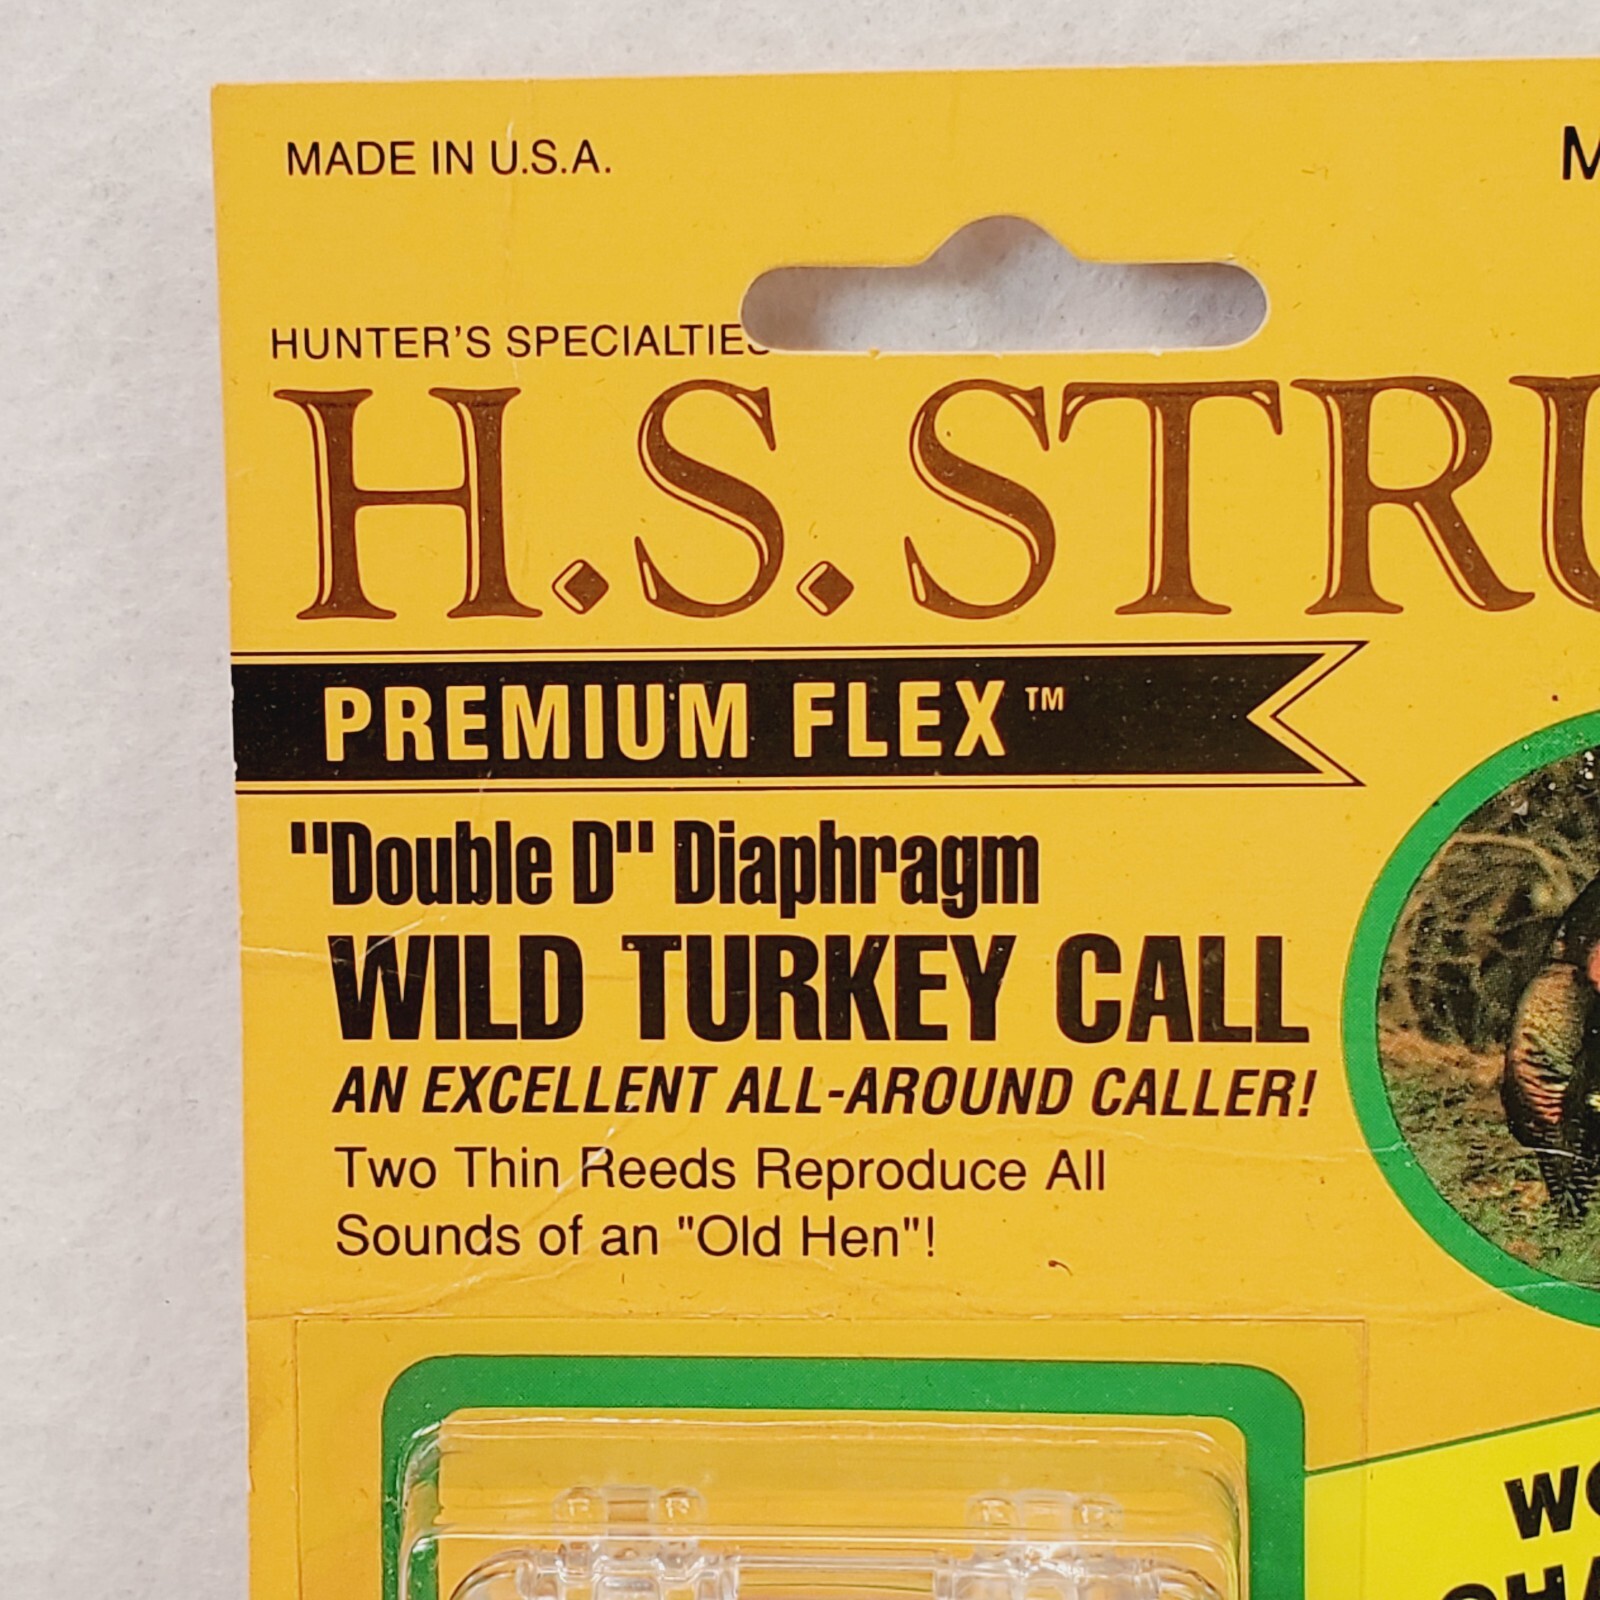 MADE IN U.S.A.
HUNTER'S SPECIALTIES
H.S. STRU
PREMIUM FLEX™
"Double D" Diaphragm
WILD TURKEY CALL
AN EXCELLENT ALL-AROUND CALLER!
Two Thin Reeds Reproduce All
Sounds of an "Old Hen"!